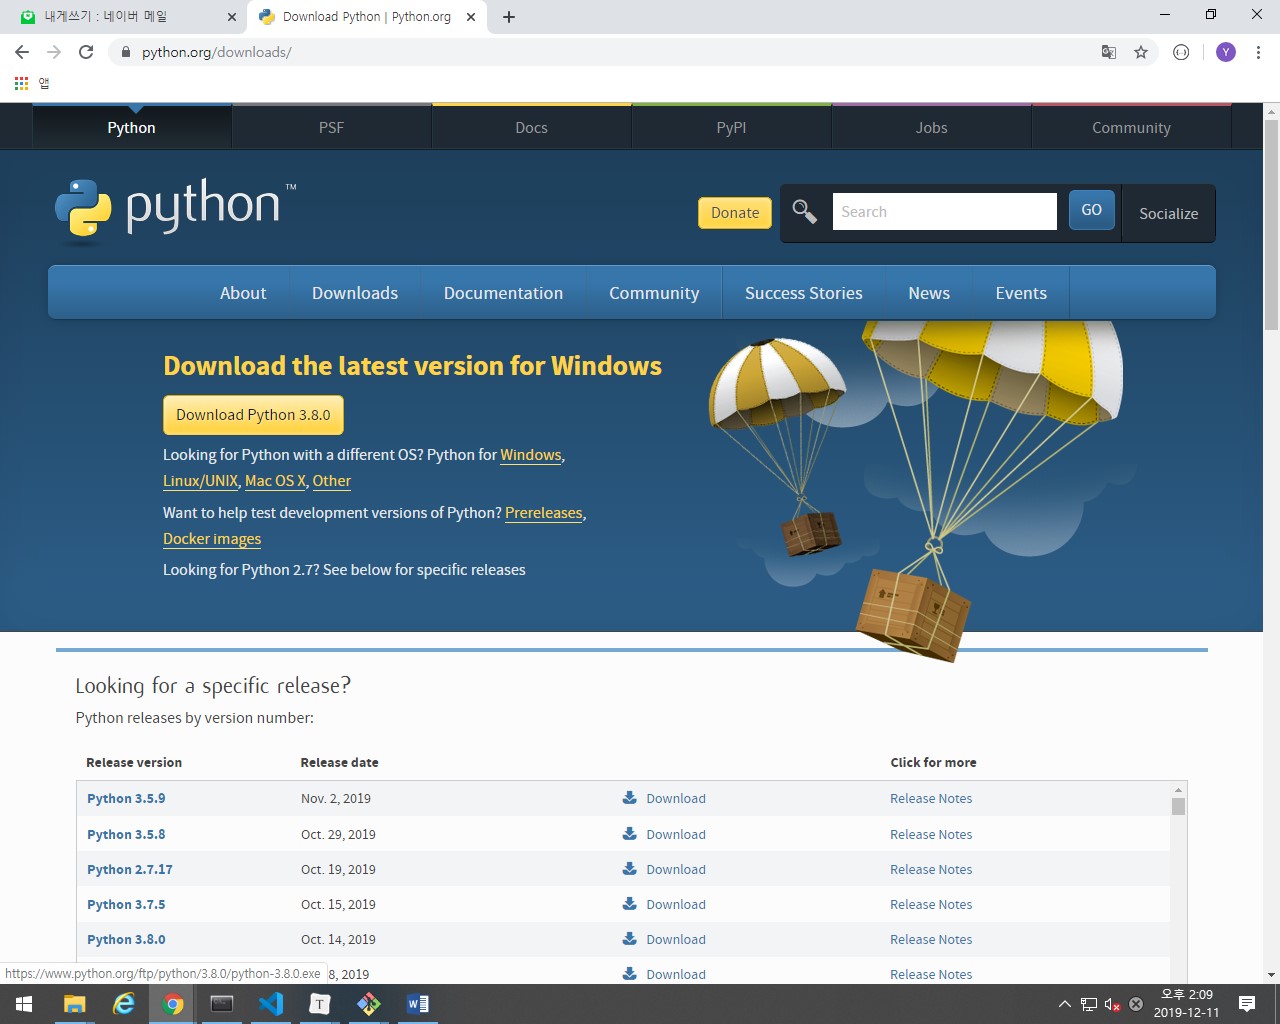 내게쓰기 : 네이버 메일
Download Python | Python.org
python.org/downloads/
Y
앱
Python
PSF
Docs
PyPI
Jobs
Community
python™
Donate
Search
GO
Socialize
About
Downloads
Documentation
Community
Success Stories
News
Events
Download the latest version for Windows
Download Python 3.8.0
Looking for Python with a different OS? Python for Windows,
Linux/UNIX, Mac OS X, Other
Want to help test development versions of Python? Prereleases,
Docker images
Looking for Python 2.7? See below for specific releases
Looking for a specific release?
Python releases by version number:
Release version Release date Click for more
Python 3.5.9 Nov. 2, 2019 Download Release Notes
Python 3.5.8 Oct. 29, 2019 Download Release Notes
Python 2.7.17 Oct. 19, 2019 Download Release Notes
Python 3.7.5 Oct. 15, 2019 Download Release Notes
Python 3.8.0 Oct. 14, 2019 Download Release Notes
8, 2019 Download Release Notes
https://www.python.org/ftp/python/3.8.0/python-3.8.0.exe
T
W
오후 2:09
2019-12-11